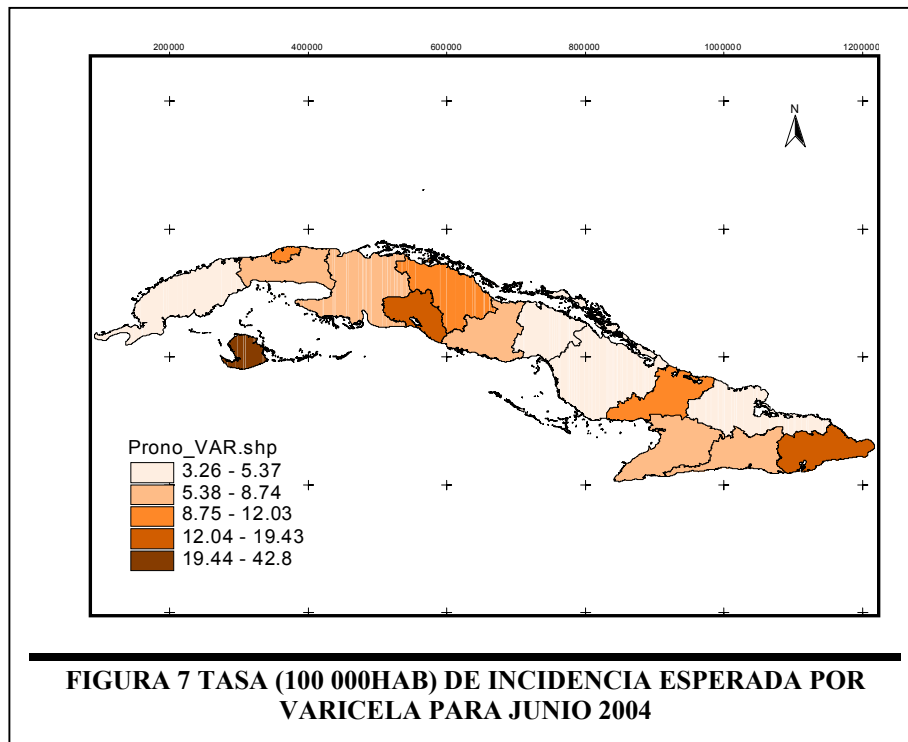 200000 400000 600000 800000 1000000 1200000
N
Prono_VAR.shp
3.26 - 5.37
5.38 - 8.74
8.75 - 12.03
12.04 - 19.43
19.44 - 42.8
FIGURA 7 TASA (100 000HAB) DE INCIDENCIA ESPERADA POR
VARICELA PARA JUNIO 2004